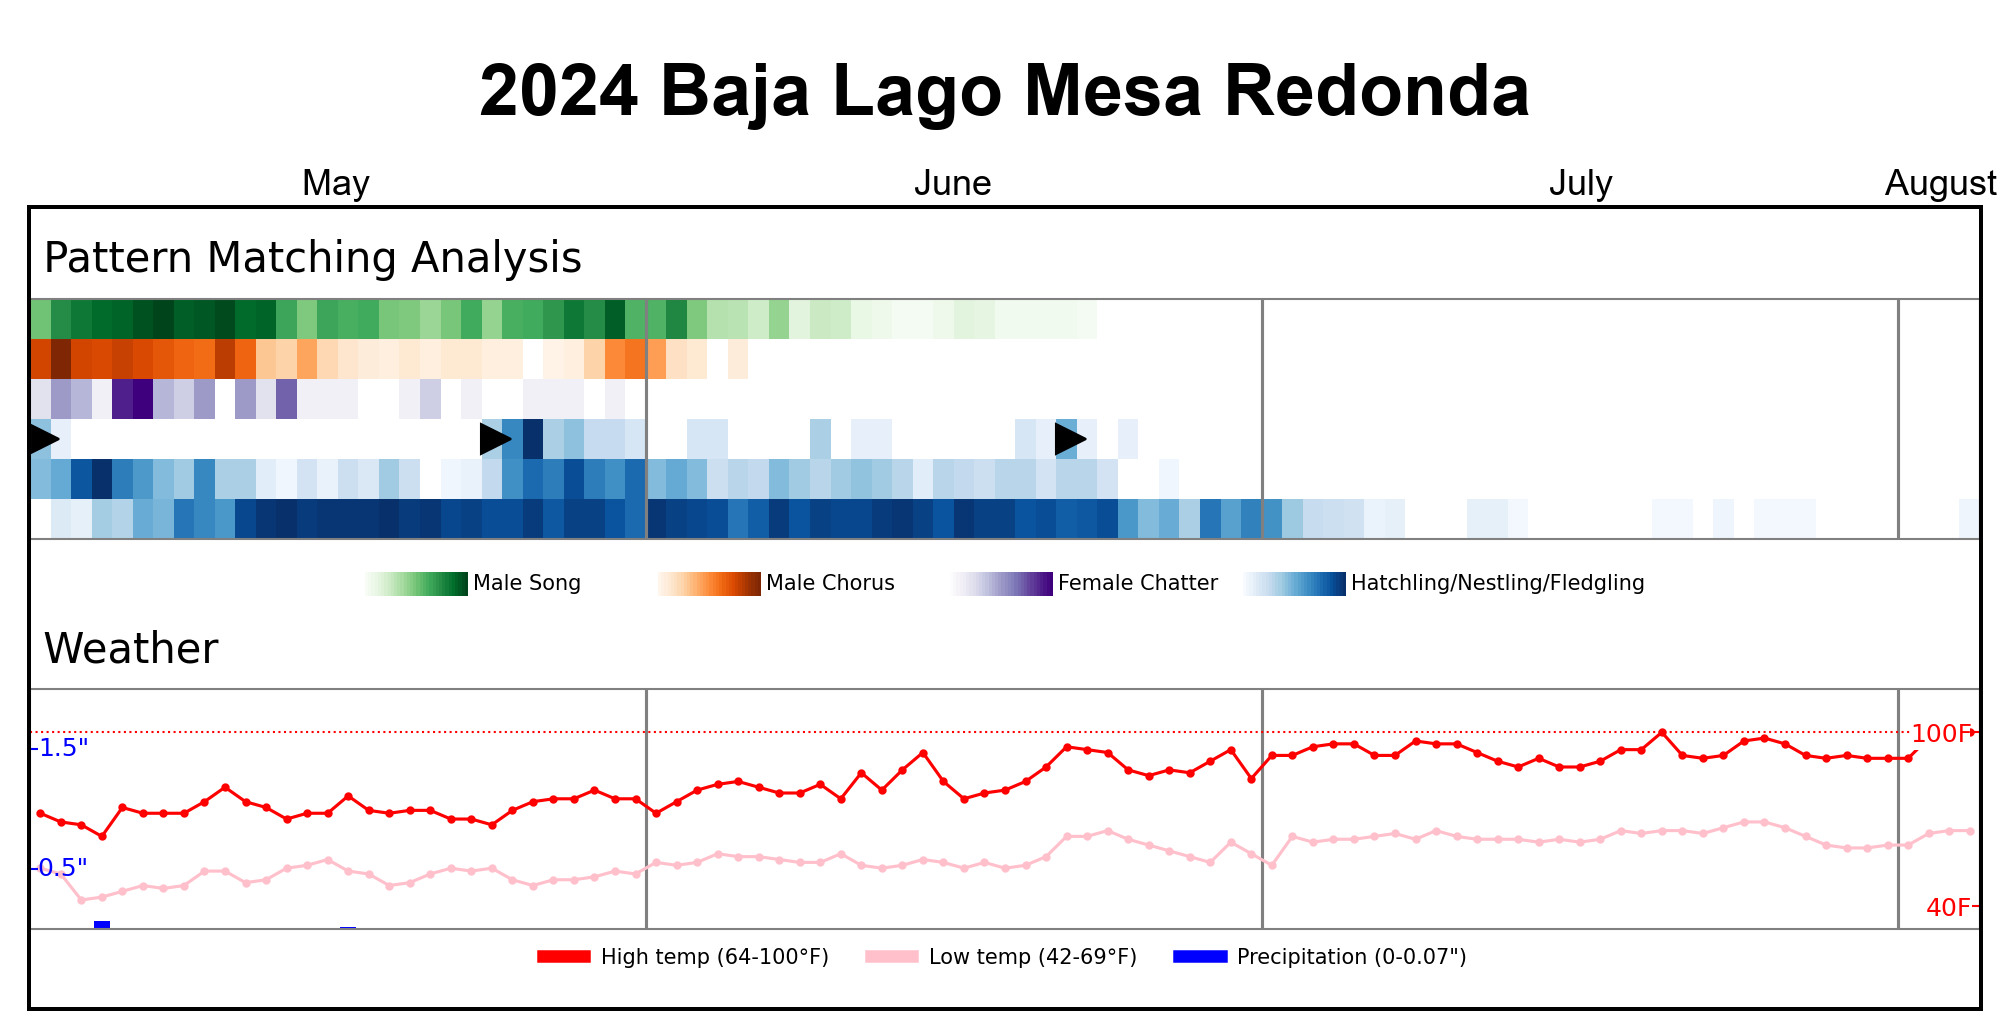 2024 Baja Lago Mesa Redonda
May June July August
Pattern Matching Analysis
Male Song Male Chorus Female Chatter Hatchling/Nestling/Fledgling
Weather
100F
1.5"
0.5"
40F
High temp (64-100°F) Low temp (42-69°F) Precipitation (0-0.07")